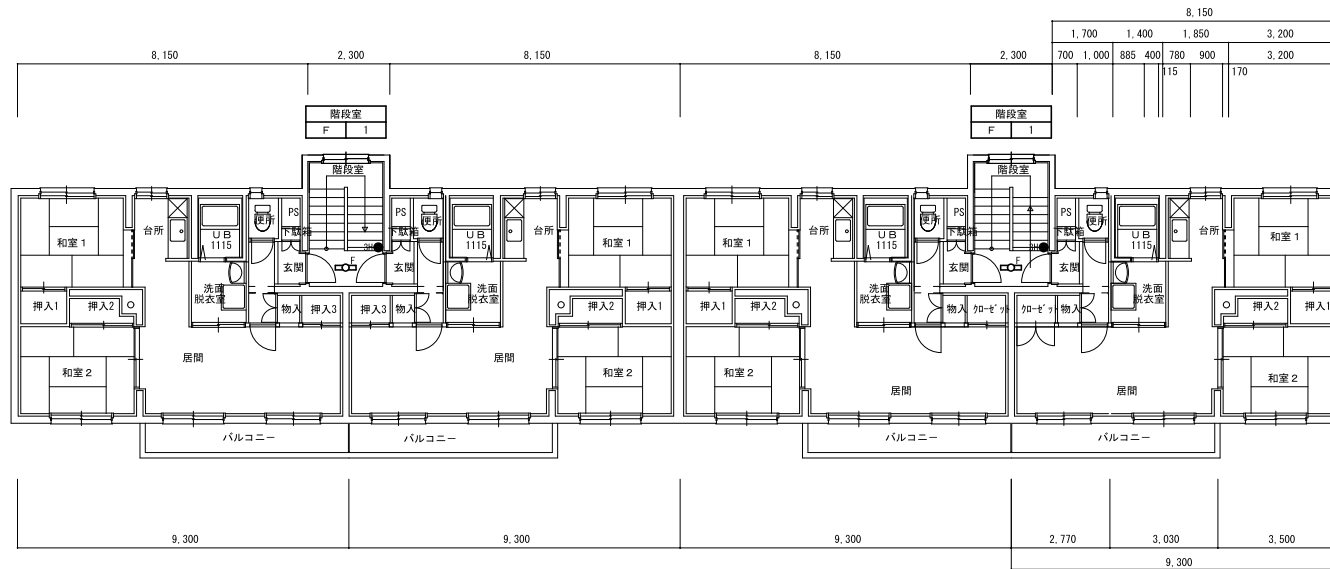 8,150
1,700 1,400 1,850 3,200
8,150 2,300 8,150 8,150 2,300 700 1,000 885 400 780 900 3,200
115 170
階段室 階段室
F 1 F 1
階段室 階段室
台所 便所 PS PS 便所 台所 台所 便所 PS PS 便所 台所
和室1 下駄箱 下駄箱 和室1 和室1 下駄箱 下駄箱 和室1
UB UB UB UB
1115 1115 1115 1115
3H 3H
F F
玄関 玄関 玄関 玄関
洗面 洗面 洗面 洗面
脱衣室 脱衣室 脱衣室 脱衣室
押入1 押入2 物入 押入3 押入3 物入 押入2 押入1 押入1 押入2 物入 クローゼット クローゼット 物入 押入2 押入1
居間 居間 居間 居間
和室2 和室2 和室2 和室2
バルコニー バルコニー バルコニー バルコニー
9,300 9,300 9,300 2,770 3,030 3,500
9,300